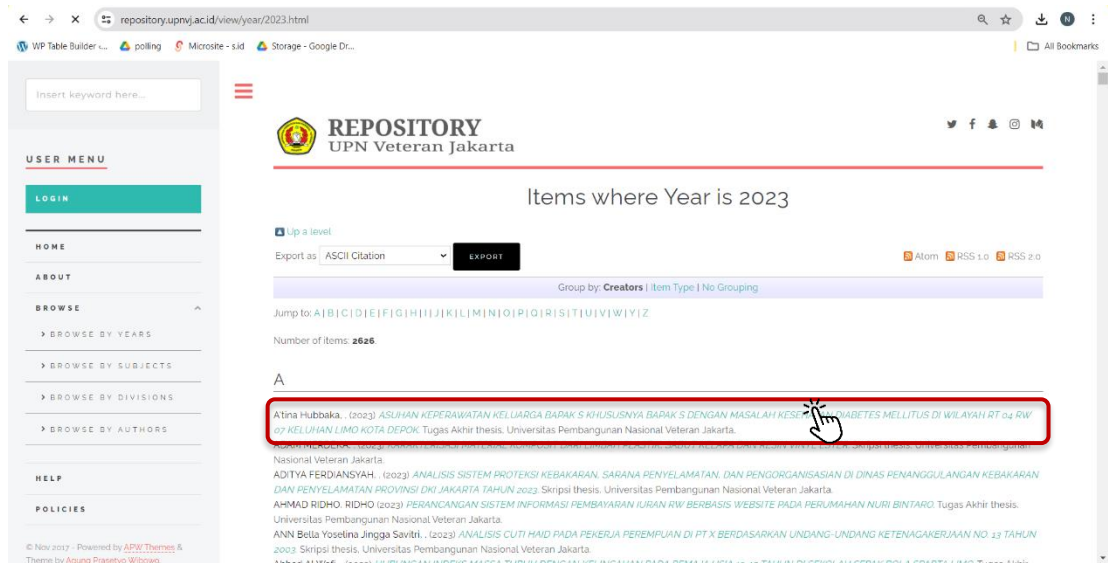 repository.upnvj.ac.id/view/year/2023.html
N
WP Table Builder ‹...
polling
Microsite - s.id
Storage - Google Dr...
All Bookmarks
Insert keyword here...
USER MENU
LOGIN
HOME
ABOUT
BROWSE
> BROWSE BY YEARS
> BROWSE BY SUBJECTS
> BROWSE BY DIVISIONS
> BROWSE BY AUTHORS
HELP
POLICIES
© Nov 2017 - Powered by APW Themes &
Theme by Agung Prasetyo Wibowo.
REPOSITORY
UPN Veteran Jakarta
Items where Year is 2023
Up a level
Export as ASCII Citation EXPORT
Atom RSS 1.0 RSS 2.0
Group by: Creators | Item Type | No Grouping
Jump to: A | B | C | D | E | F | G | H | I | J | K | L | M | N | O | P | Q | R | S | T | U | V | W | Y | Z
Number of items: 2626.
A
A'tina Hubbaka, . (2023) ASUHAN KEPERAWATAN KELUARGA BAPAK S KHUSUSNYA BAPAK S DENGAN MASALAH DIABETES MELLITUS DI WILAYAH RT 04 RW
07 KELUHAN LIMO KOTA DEPOK. Tugas Akhir thesis, Universitas Pembangunan Nasional Veteran Jakarta.
Nasional Veteran Jakarta.
ADITYA FERDIANSYAH, . (2023) ANALISIS SISTEM PROTEKSI KEBAKARAN, SARANA PENYELAMATAN, DAN PENGORGANISASIAN DI DINAS PENANGGULANGAN KEBAKARAN
DAN PENYELAMATAN PROVINSI DKI JAKARTA TAHUN 2023. Skripsi thesis, Universitas Pembangunan Nasional Veteran Jakarta.
AHMAD RIDHO, RIDHO (2023) PERANCANGAN SISTEM INFORMASI PEMBAYARAN IURAN RW BERBASIS WEBSITE PADA PERUMAHAN NURI BINTARO. Tugas Akhir thesis,
Universitas Pembangunan Nasional Veteran Jakarta.
ANN Bella Yoselina Jingga Savitri, . (2023) ANALISIS CUTI HAID PADA PEKERJA PEREMPUAN DI PT X BERDASARKAN UNDANG-UNDANG KETENAGAKERJAAN NO. 13 TAHUN
2003. Skripsi thesis, Universitas Pembangunan Nasional Veteran Jakarta.